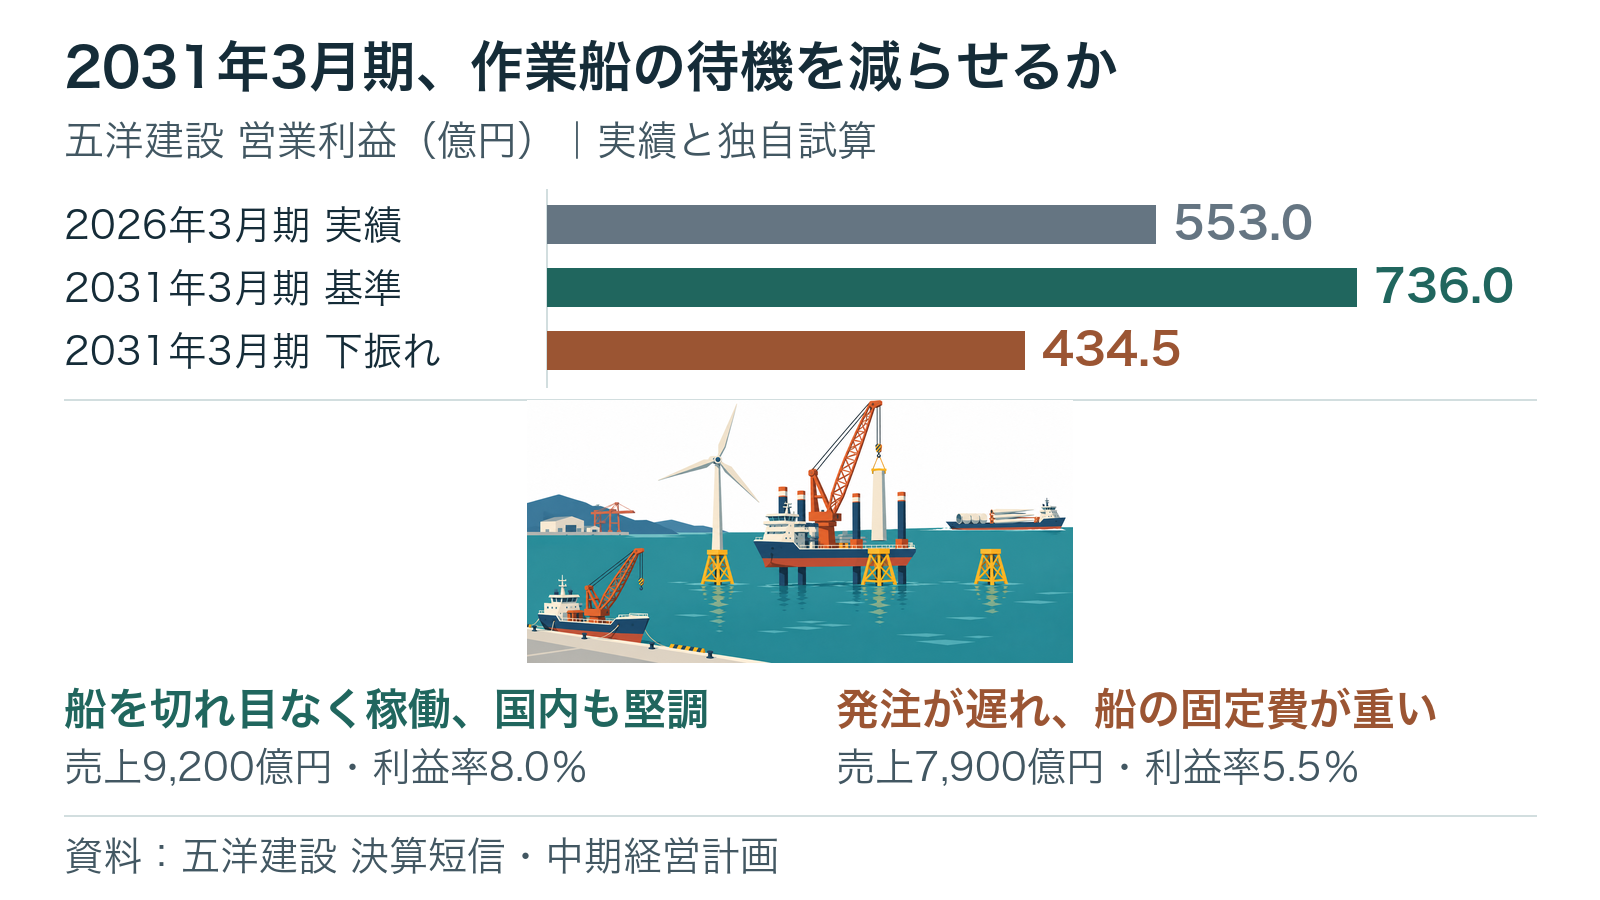 2031年3月期、作業船の待機を減らせるか
五洋建設 営業利益（億円）｜実績と独自試算
2026年3月期 実績 553.0
2031年3月期 基準 736.0
2031年3月期 下振れ 434.5
船を切れ目なく稼働、国内も堅調
売上9,200億円・利益率8.0%
発注が遅れ、船の固定費が重い
売上7,900億円・利益率5.5%
資料：五洋建設 決算短信・中期経営計画